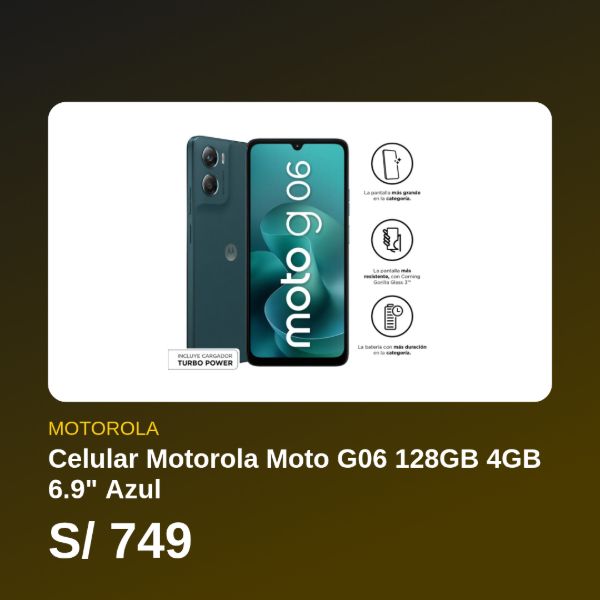 moto g 06
La pantalla más grande
en la categoría.
La pantalla más
resistente, con Corning
Gorilla Glass 3™
La batería con más duración
en la categoría.
INCLUYE CARGADOR
TURBO POWER
MOTOROLA
Celular Motorola Moto G06 128GB 4GB
6.9" Azul
S/ 749